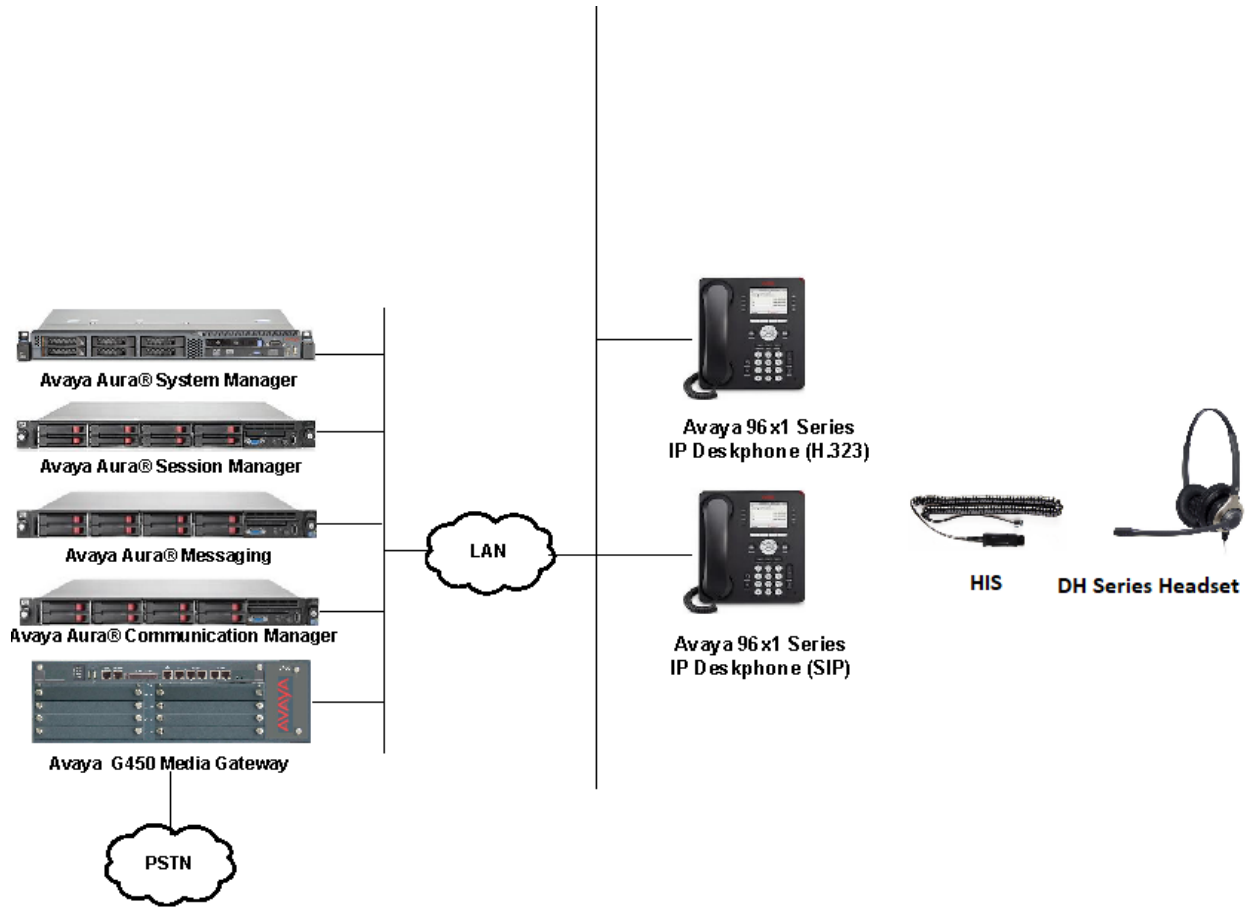 Avaya Aura® System Manager
Avaya Aura® Session Manager
Avaya Aura® Messaging
Avaya Aura® Communication Manager
AVAYA
Avaya G450 Media Gateway
PSTN
LAN
Avaya 96x1 Series
IP Deskphone (H.323)
Avaya 96x1 Series
IP Deskphone (SIP)
HIS
DH Series Headset